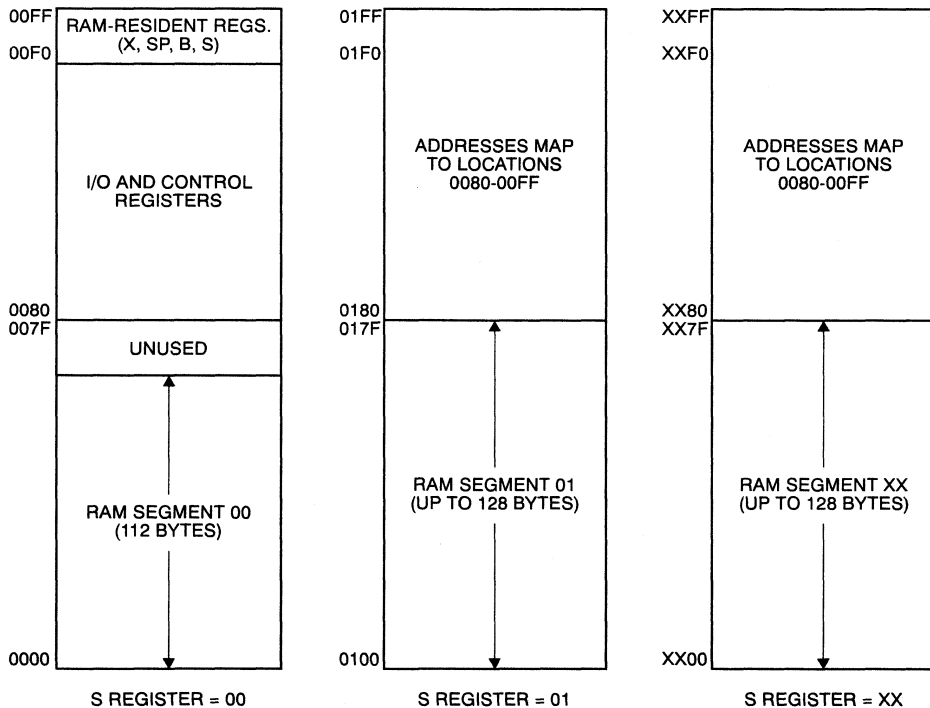 00FF
RAM-RESIDENT REGS.
(X, SP, B, S)
00F0
I/O AND CONTROL
REGISTERS
0080
007F
UNUSED
RAM SEGMENT 00
(112 BYTES)
0000
S REGISTER = 00
01FF
01F0
ADDRESSES MAP
TO LOCATIONS
0080-00FF
0180
017F
RAM SEGMENT 01
(UP TO 128 BYTES)
0100
S REGISTER = 01
XXFF
XXF0
ADDRESSES MAP
TO LOCATIONS
0080-00FF
XX80
XX7F
RAM SEGMENT XX
(UP TO 128 BYTES)
XX00
S REGISTER = XX